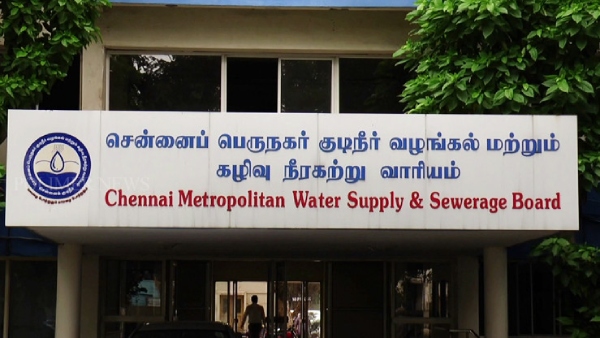 சென்னைப் பெருநகர் குடிநீர் வழங்கல் மற்றும்
கழிவு நீரகற்று வாரியம்
Chennai Metropolitan Water Supply & Sewerage Board